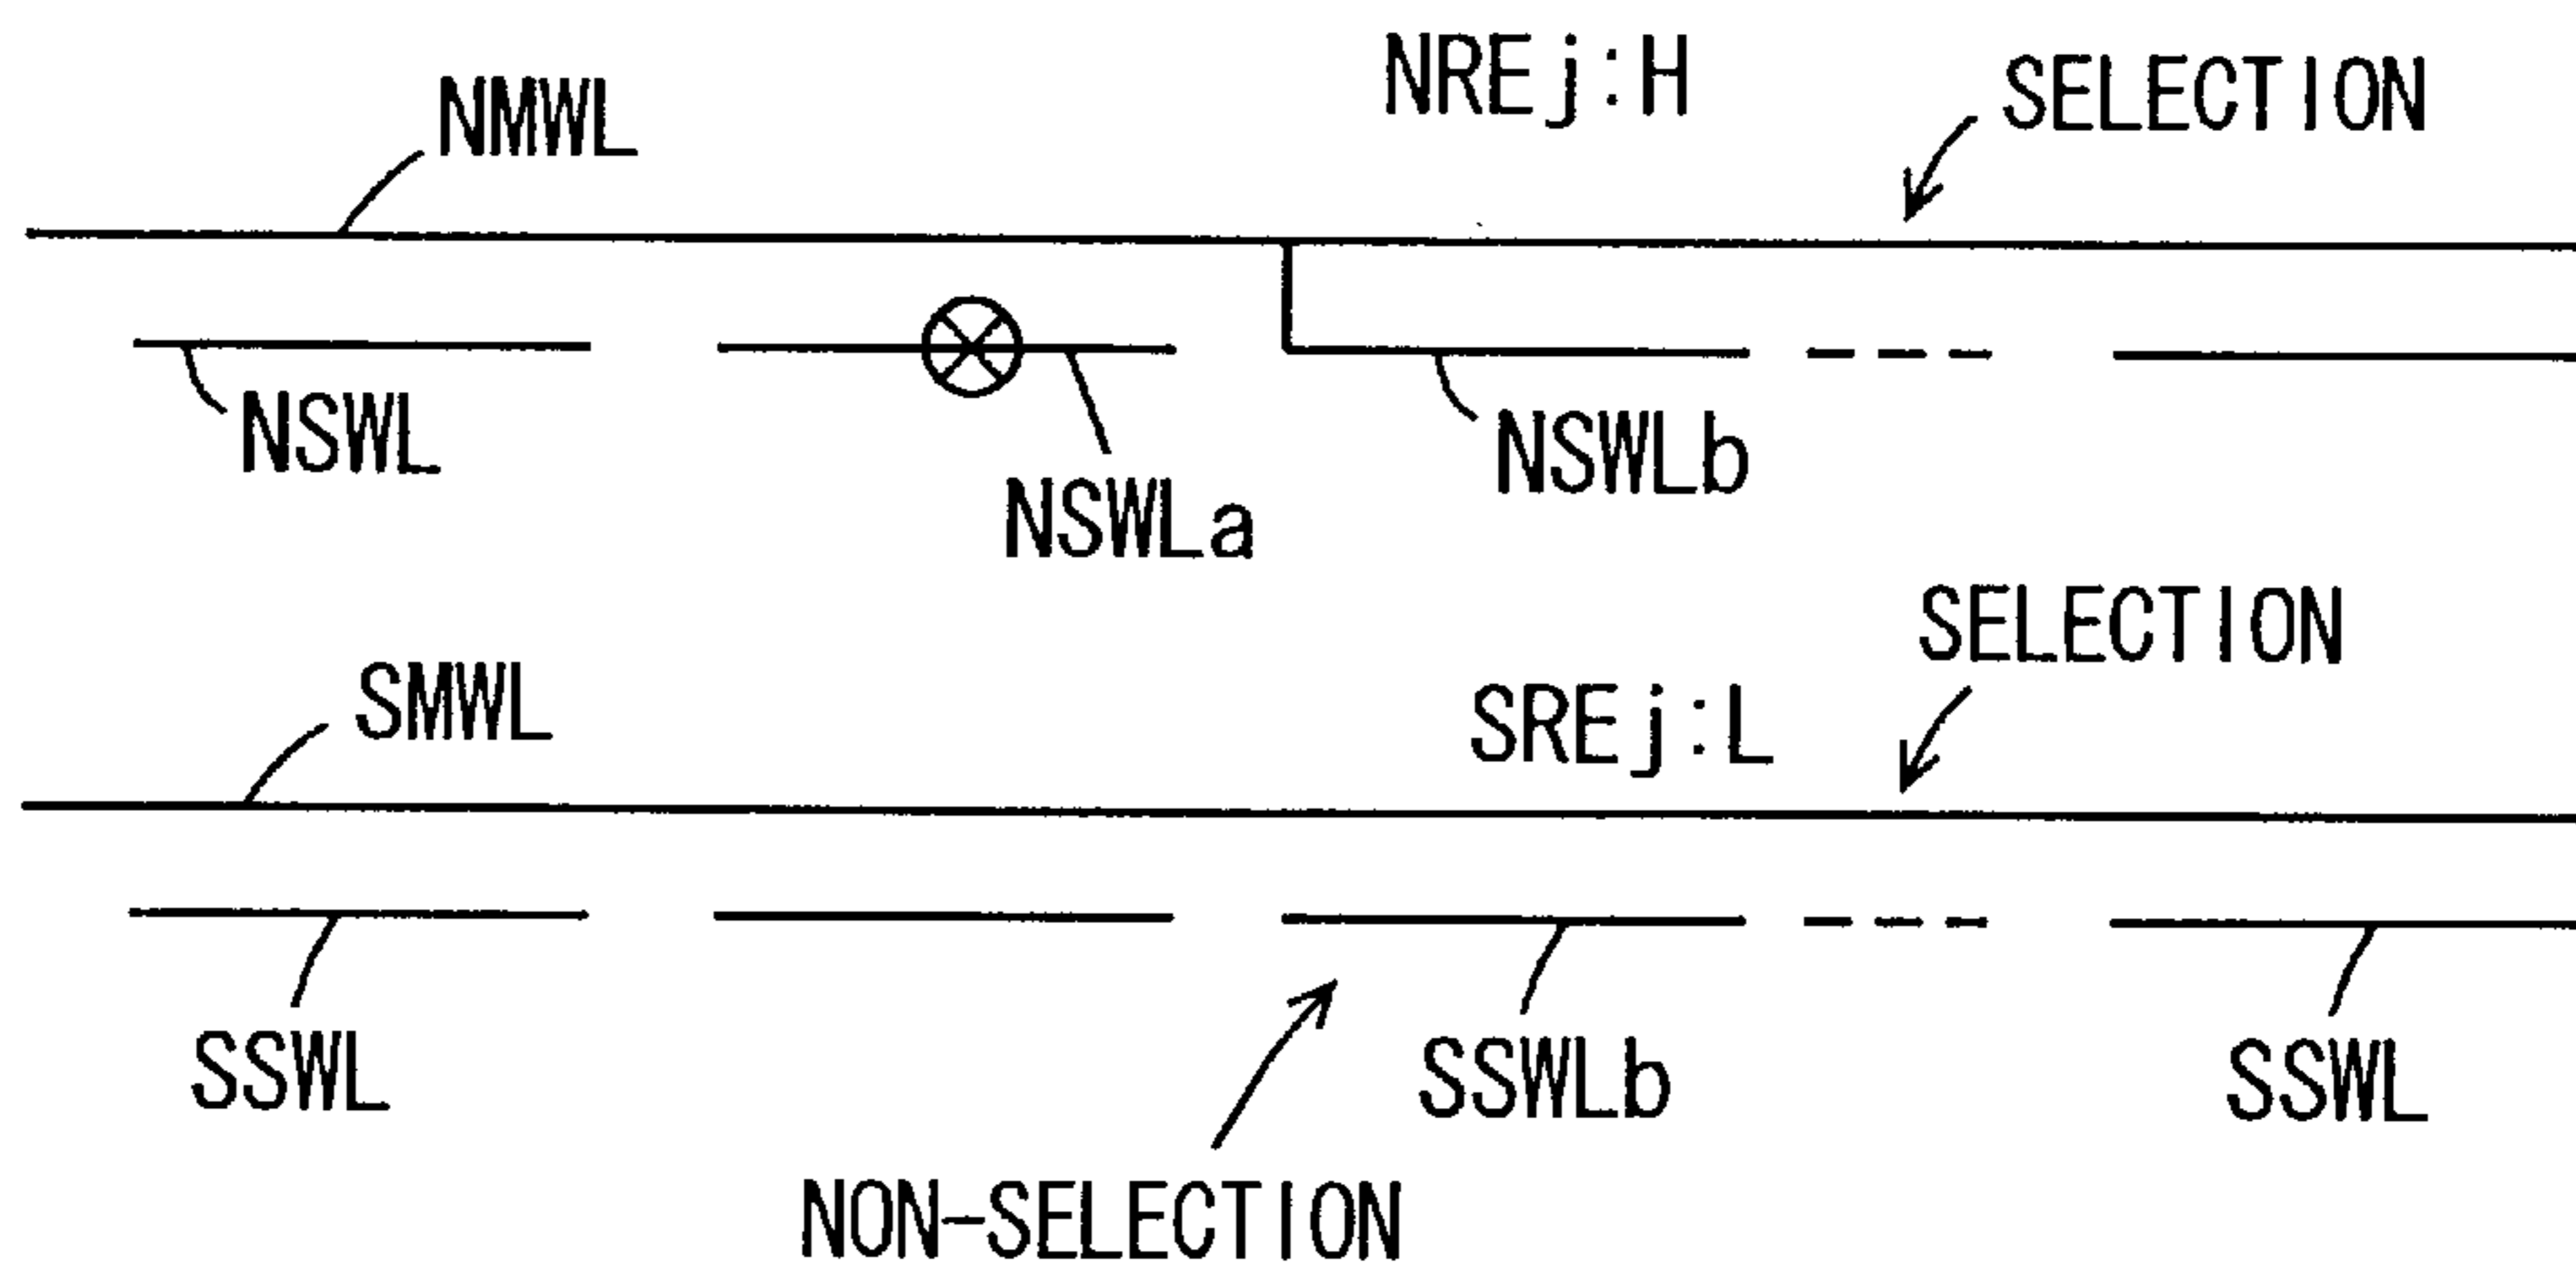 NREj:H
SELECTION
NMWL
NSWL
NSWLb
NSWLa
SELECTION
SMWL
SREj:L
SSWL
SSWLb
SSWL
NON-SELECTION